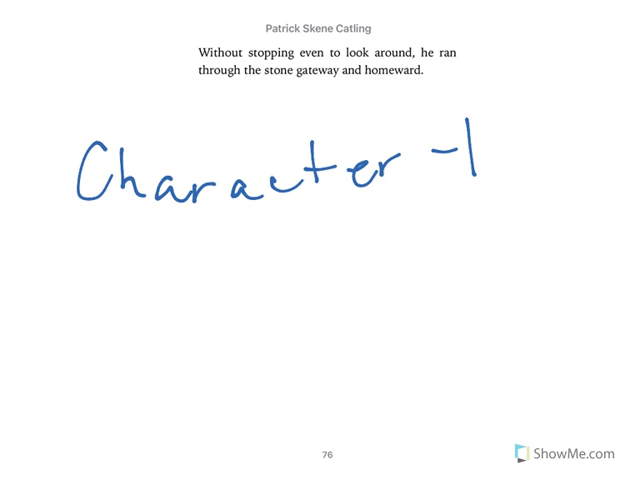 Patrick Skene Catling
Without stopping even to look around, he ran
through the stone gateway and homeward.
Character -1
76
ShowMe.com